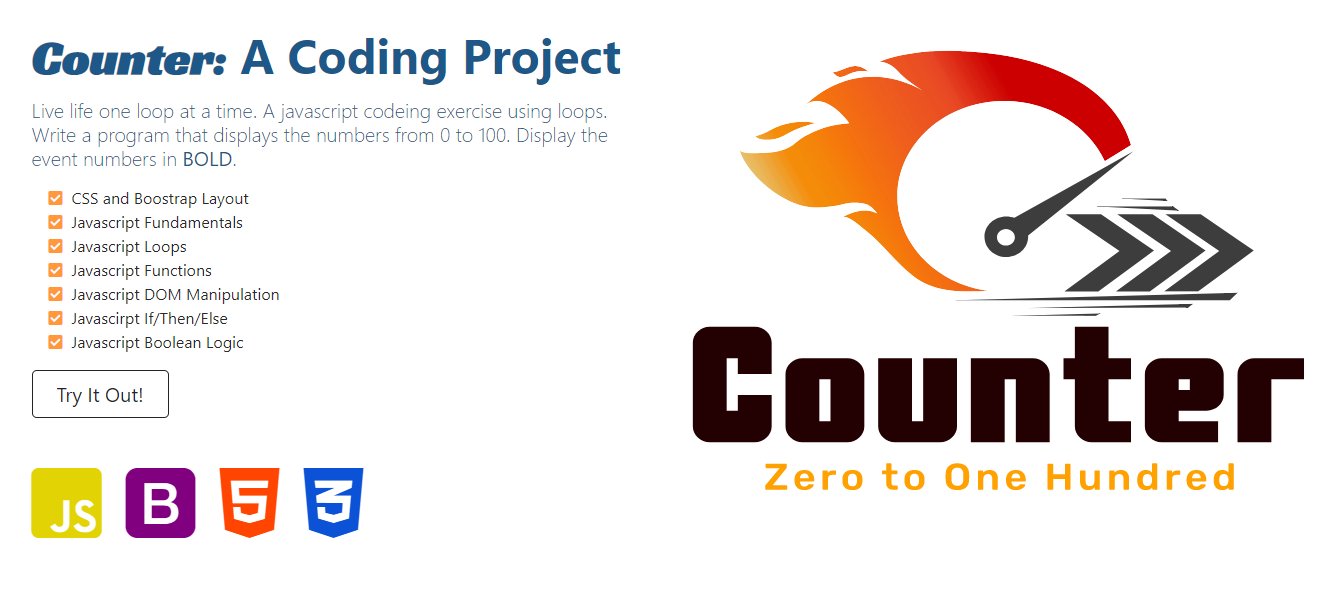 Counter: A Coding Project
Live life one loop at a time. A javascript codeing exercise using loops.
Write a program that displays the numbers from 0 to 100. Display the
event numbers in BOLD.
CSS and Boostrap Layout
Javascript Fundamentals
Javascript Loops
Javascript Functions
Javascript DOM Manipulation
Javascirpt If/Then/Else
Javascript Boolean Logic
Try It Out!
JS B 5 3
Counter
Zero to One Hundred